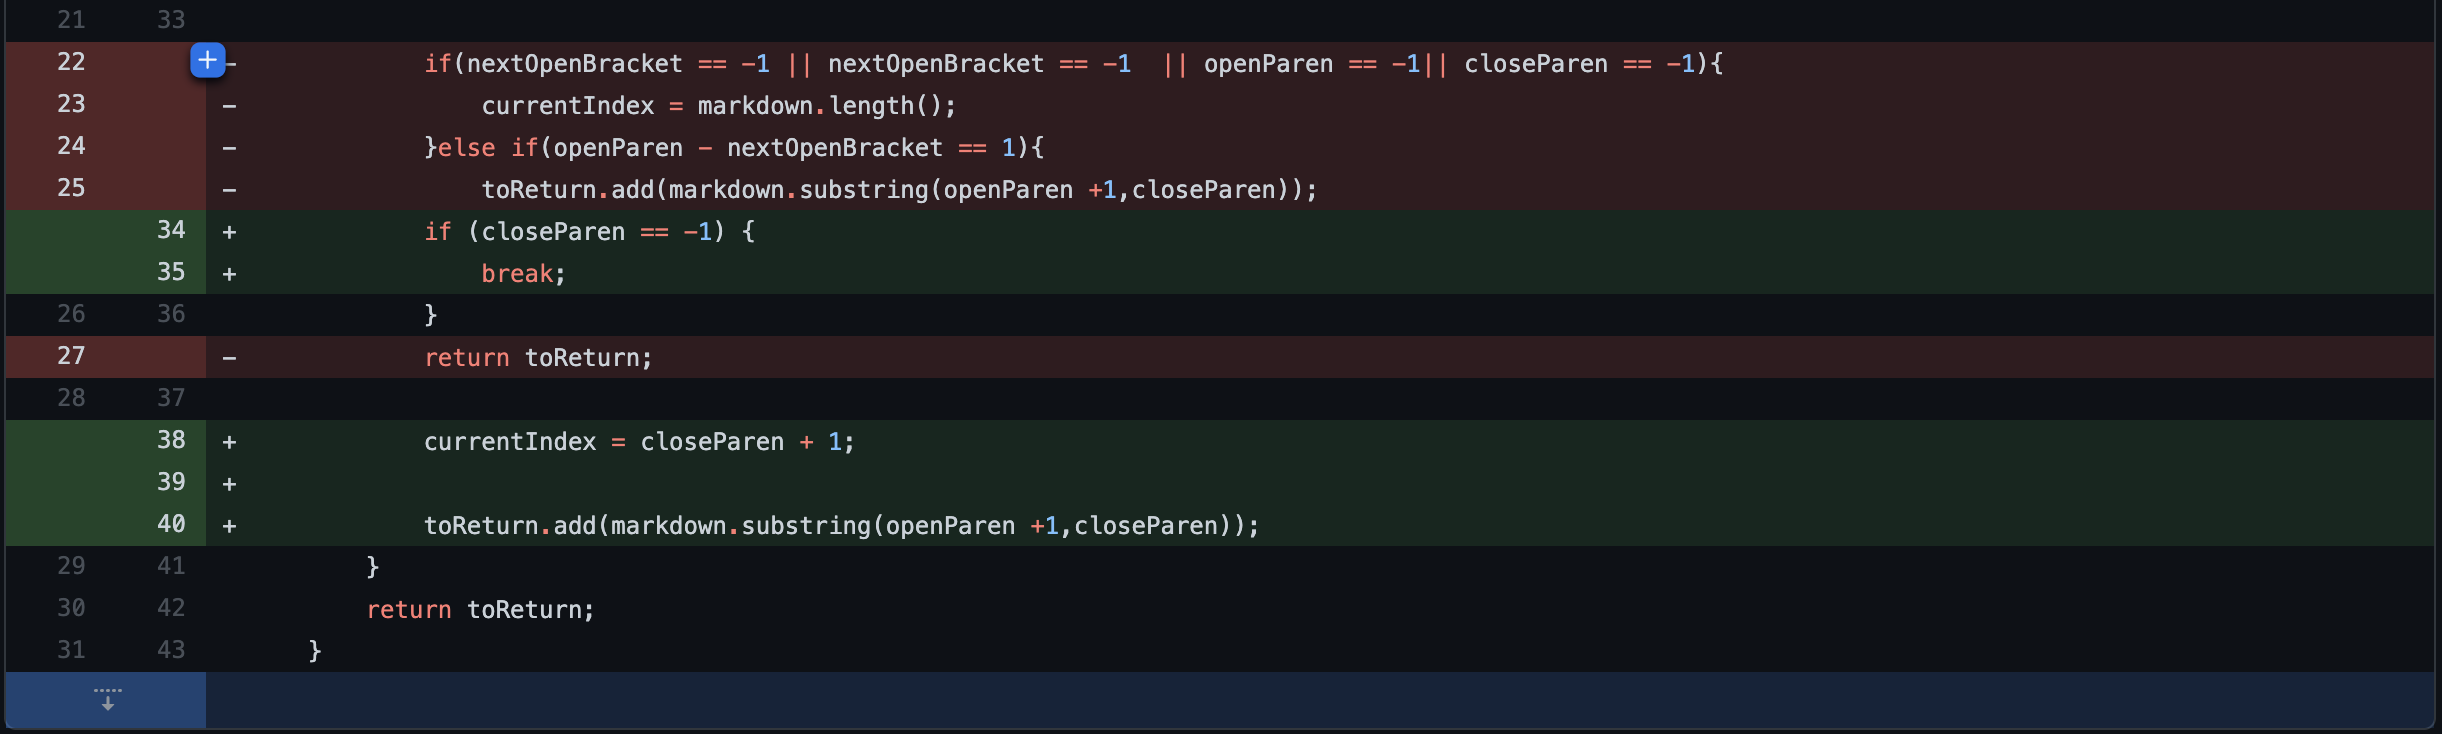 21 33
22 - if(nextOpenBracket == -1 || nextOpenBracket == -1  || openParen == -1|| closeParen == -1){
23 - currentIndex = markdown.length();
24 - }else if(openParen - nextOpenBracket == 1){
25 - toReturn.add(markdown.substring(openParen +1,closeParen));
34 + if (closeParen == -1) {
35 + break;
26 36 }
27 - return toReturn;
28 37
38 + currentIndex = closeParen + 1;
39 +
40 + toReturn.add(markdown.substring(openParen +1,closeParen));
29 41 }
30 42 return toReturn;
31 43 }